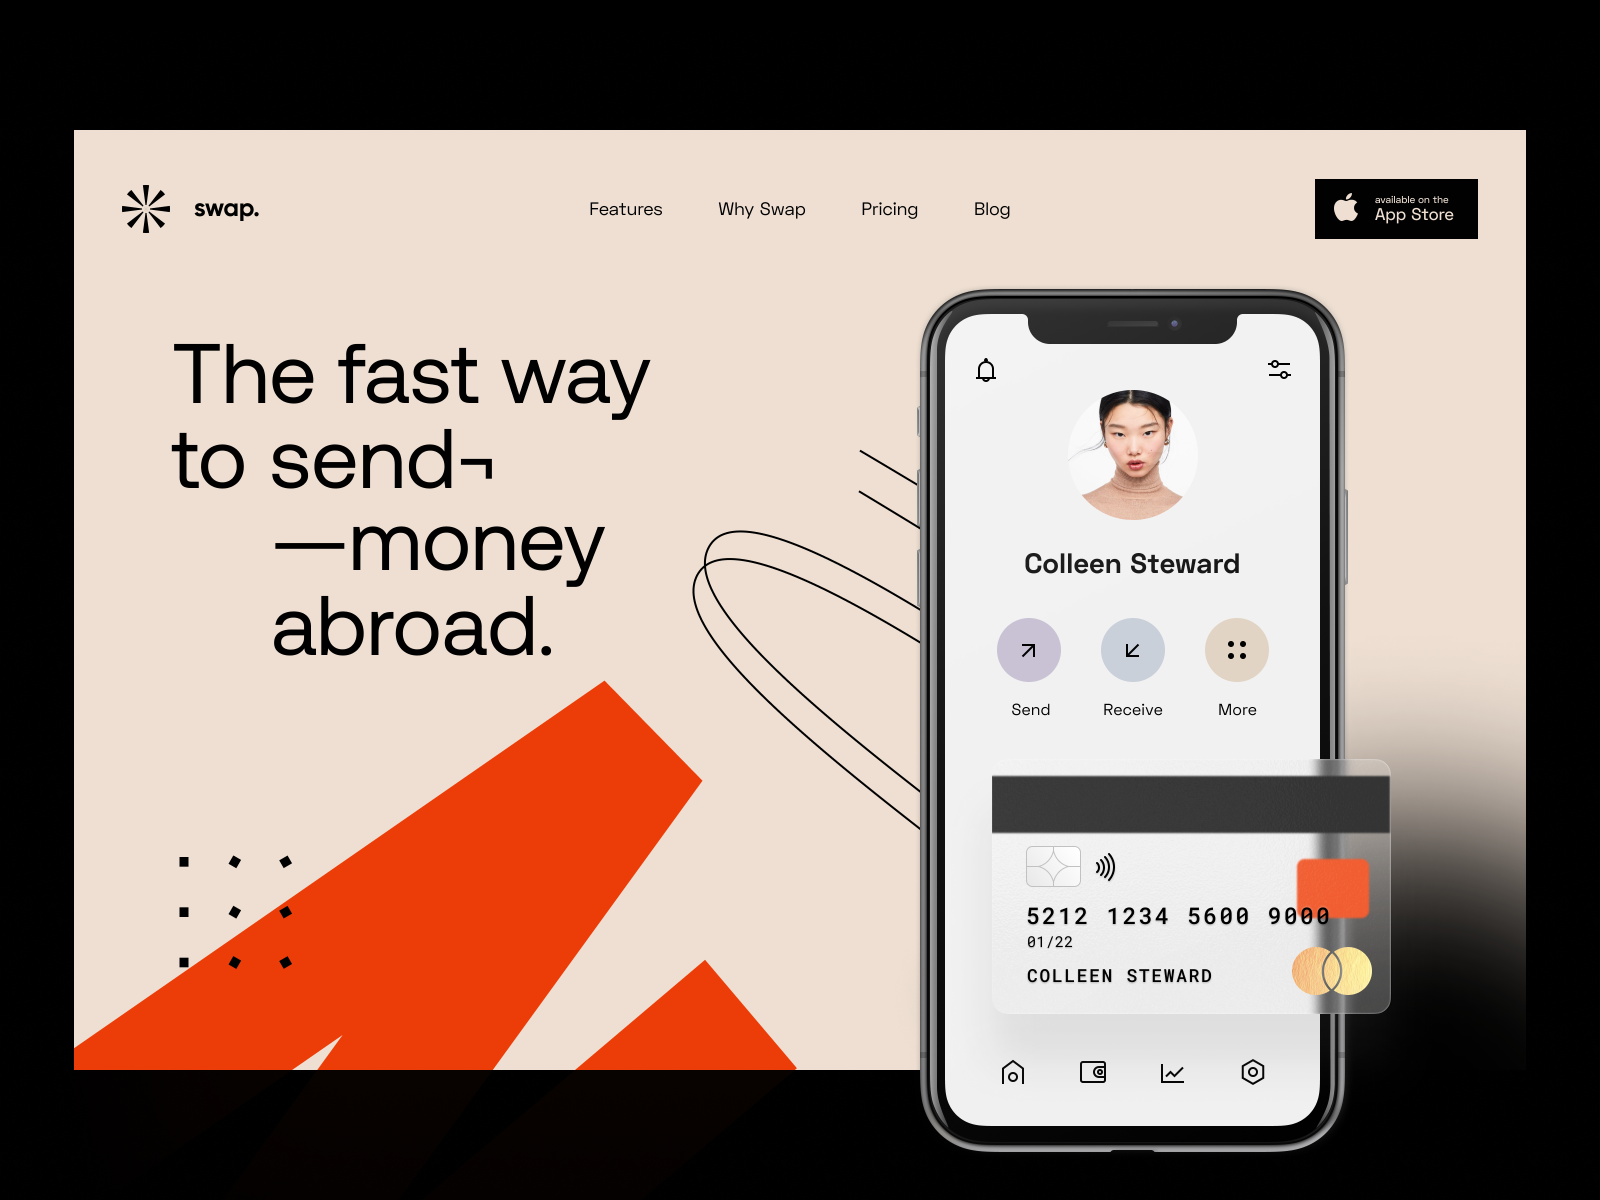 swap.
Features
Why Swap
Pricing
Blog
available on the
App Store
The fast way
to send¬
—money
abroad.
Colleen Steward
Send
Receive
More
5212 1234 5600 9000
01/22
COLLEEN STEWARD